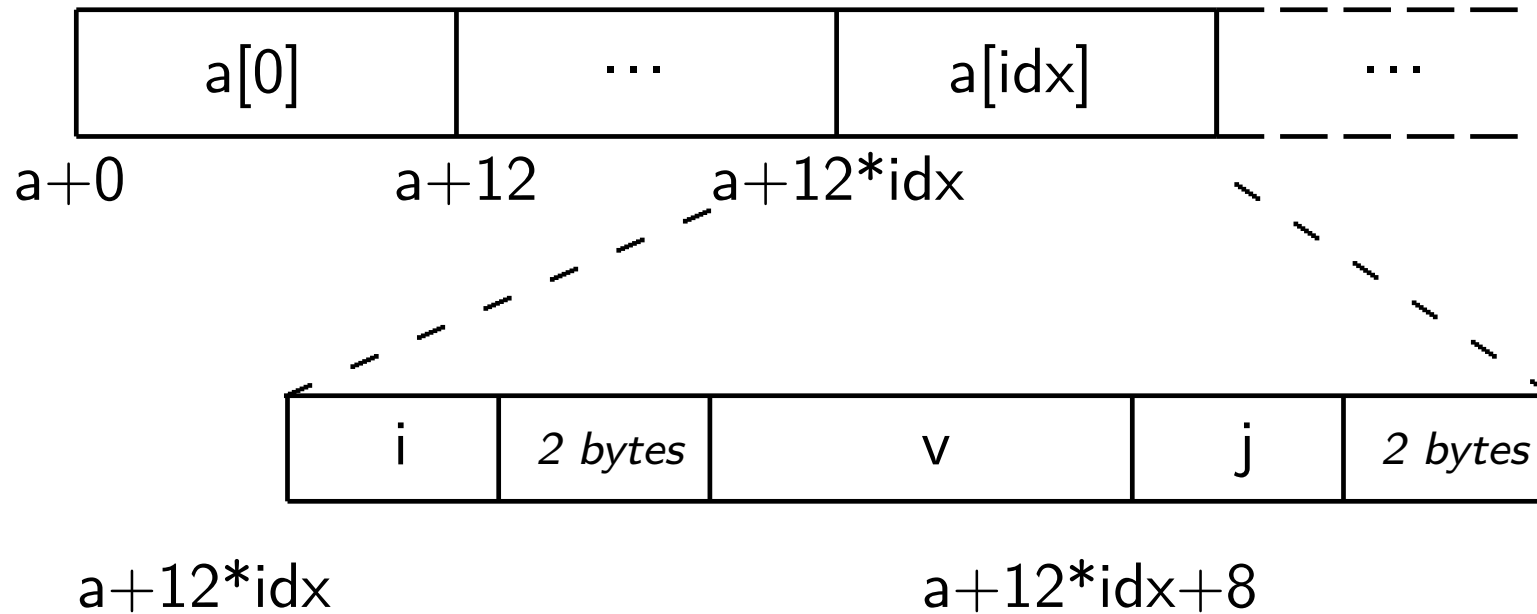 a[0] ... a[idx] ...
a+0 a+12 a+12*idx
i 2 bytes v j 2 bytes
a+12*idx a+12*idx+8